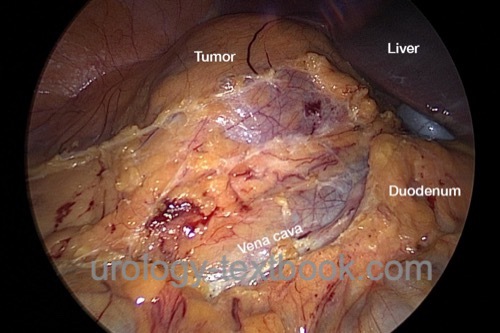 Tumor
Liver
Duodenum
Vena cava
urology-textbook.com